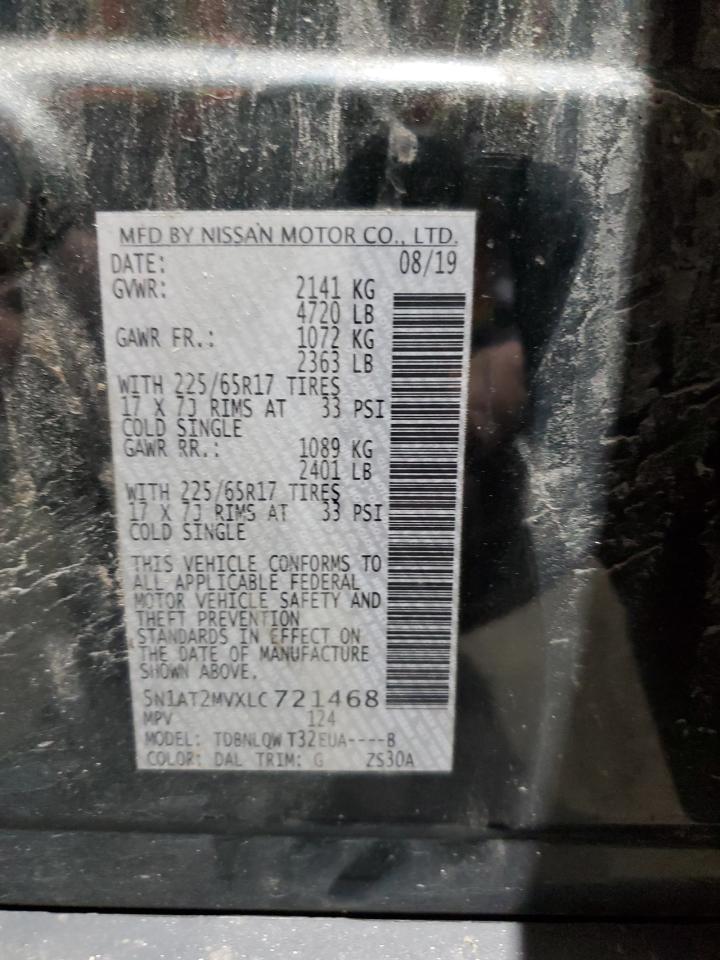 MFD BY NISSAN MOTOR CO., LTD.
DATE: 08/19
GVWR: 2141 KG
4720 LB
GAWR FR.: 1072 KG
2363 LB
WITH 225/65R17 TIRES
17 X 7J RIMS AT 33 PSI
COLD SINGLE
GAWR RR.: 1089 KG
2401 LB
WITH 225/65R17 TIRES
17 X 7J RIMS AT 33 PSI
COLD SINGLE
THIS VEHICLE CONFORMS TO
ALL APPLICABLE FEDERAL
MOTOR VEHICLE SAFETY AND
THEFT PREVENTION
STANDARDS IN EFFECT ON
THE DATE OF MANUFACTURE
SHOWN ABOVE.
5N1AT2MVXLC721468
MPV 124
MODEL: TDBNLQW T32EUA----B
COLOR: DAL TRIM: G ZS30A